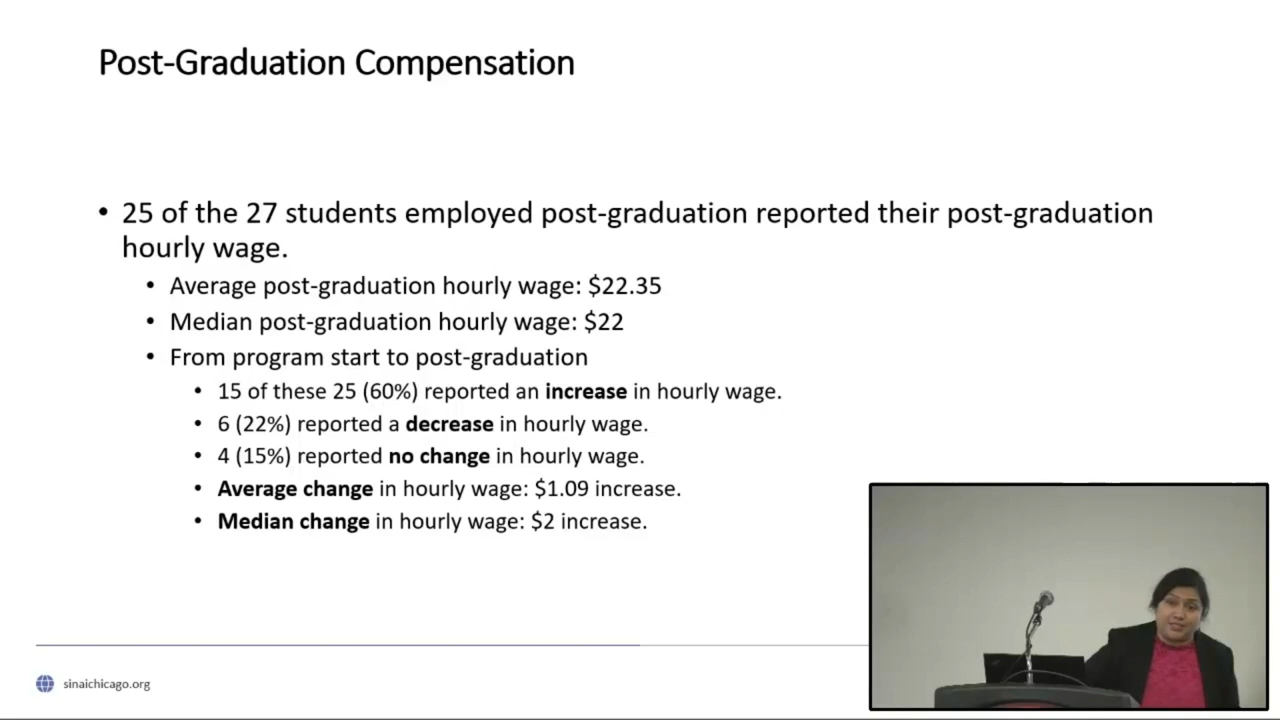 Post-Graduation Compensation
• 25 of the 27 students employed post-graduation reported their post-graduation
hourly wage.
• Average post-graduation hourly wage: $22.35
• Median post-graduation hourly wage: $22
• From program start to post-graduation
• 15 of these 25 (60%) reported an increase in hourly wage.
• 6 (22%) reported a decrease in hourly wage.
• 4 (15%) reported no change in hourly wage.
• Average change in hourly wage: $1.09 increase.
• Median change in hourly wage: $2 increase.
sinaichicago.org